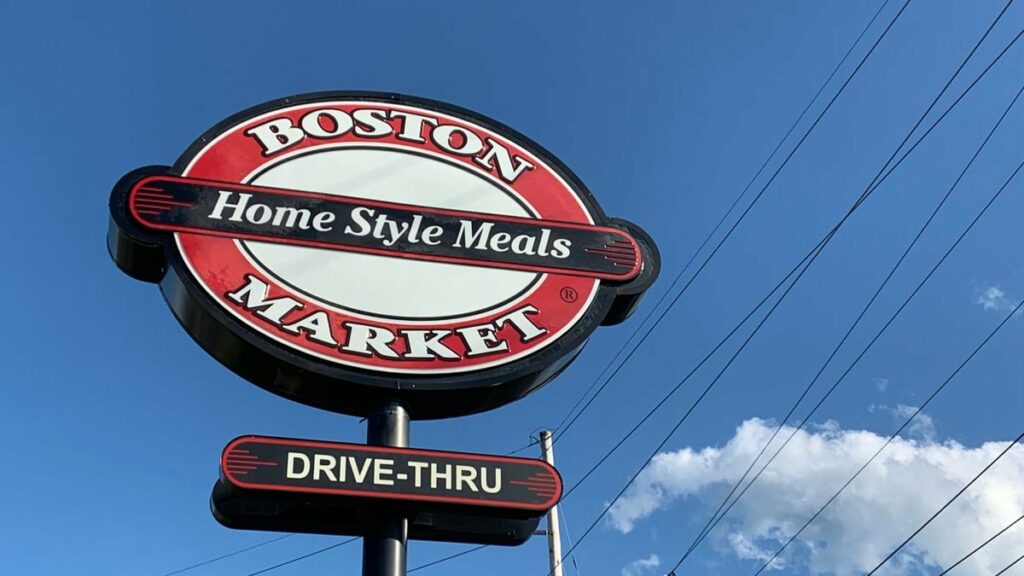 BOSTON
Home Style Meals
MARKET ®
DRIVE-THRU